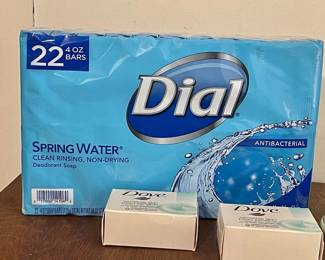 22 4 OZ
BARS
Dial
SPRING WATER®
CLEAN RINSING, NON-DRYING
Deodorant Soap
ANTIBACTERIAL
Dove
Dove